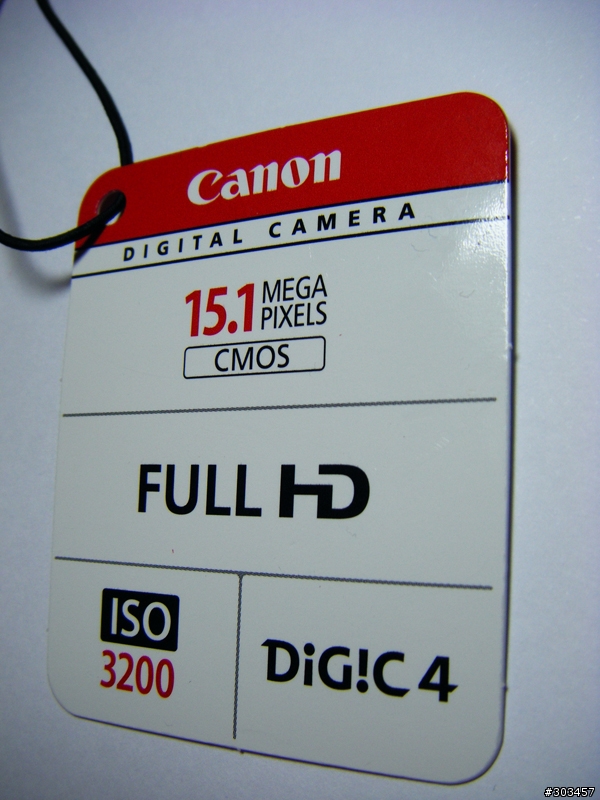 Canon
DIGITAL CAMERA
15.1 MEGA
PIXELS
CMOS
FULL HD
ISO
3200
DiG!C 4
#303457